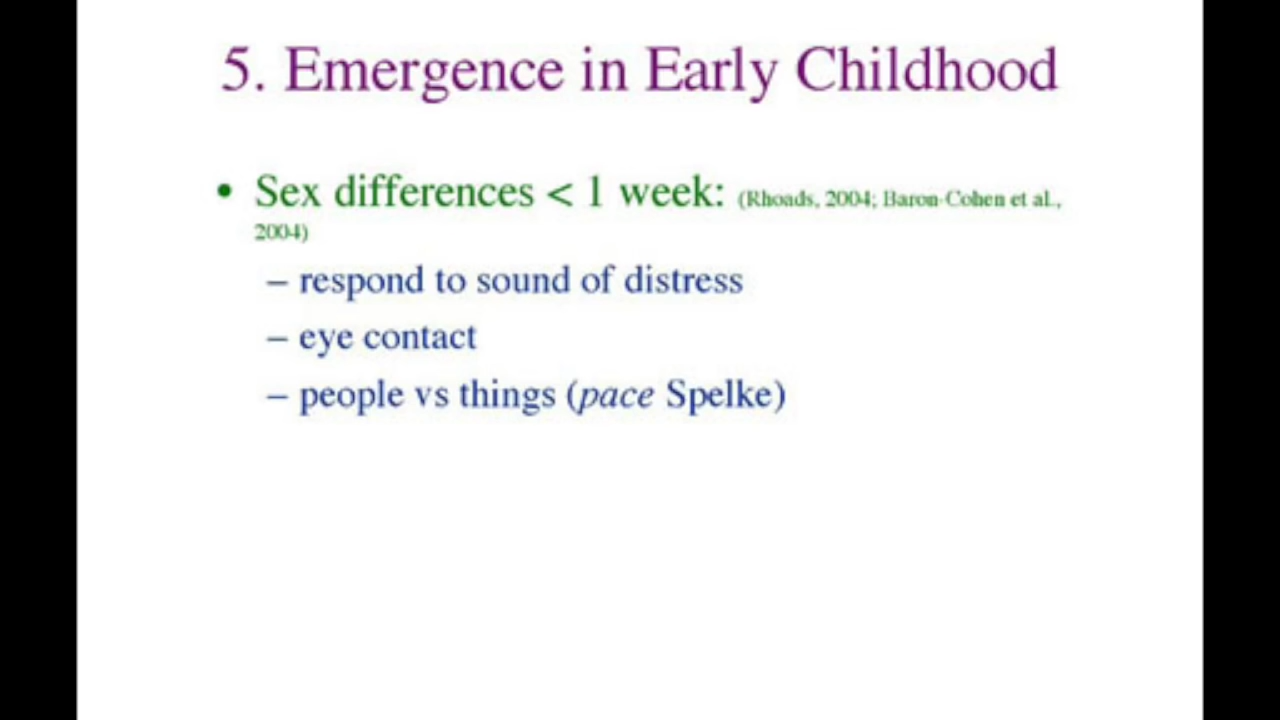 5. Emergence in Early Childhood
• Sex differences < 1 week: (Rhoads, 2004; Baron-Cohen et al.,
2004)
– respond to sound of distress
– eye contact
– people vs things (pace Spelke)